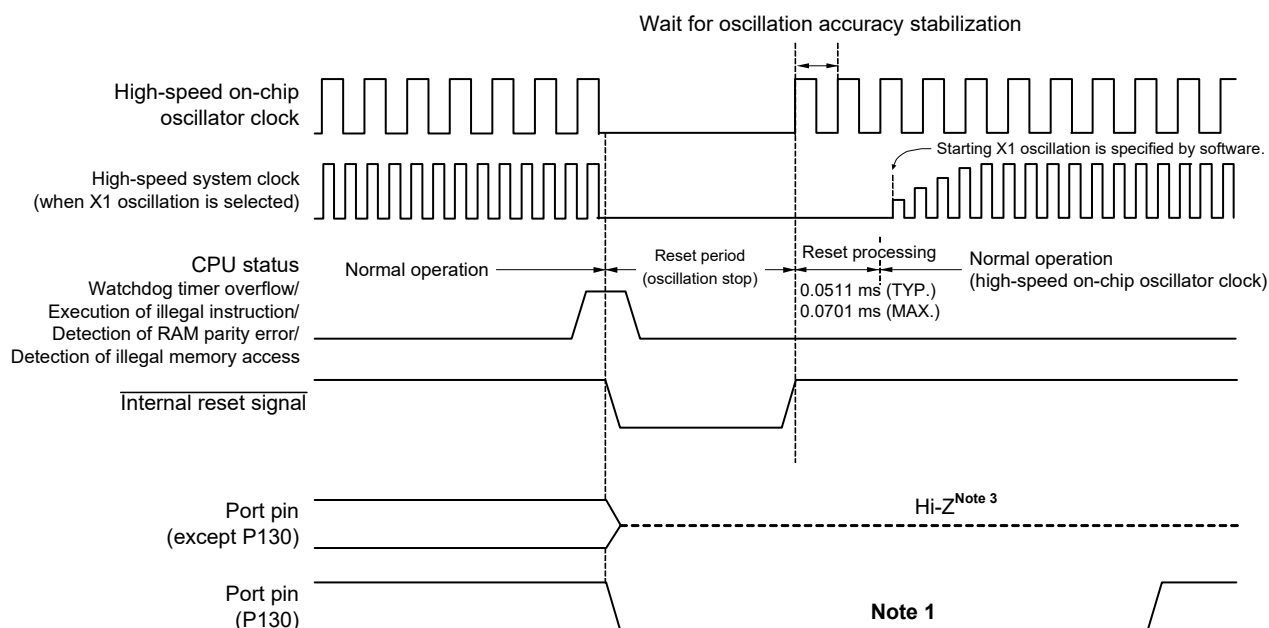 Wait for oscillation accuracy stabilization
High-speed on-chip
oscillator clock
Starting X1 oscillation is specified by software.
High-speed system clock
(when X1 oscillation is selected)
CPU status
Normal operation
Reset period
(oscillation stop)
Reset processing
0.0511 ms (TYP.)
0.0701 ms (MAX.)
Normal operation
(high-speed on-chip oscillator clock)
Watchdog timer overflow/
Execution of illegal instruction/
Detection of RAM parity error/
Detection of illegal memory access
Internal reset signal
Port pin
(except P130)
Hi-Z Note 3
Port pin
(P130)
Note 1